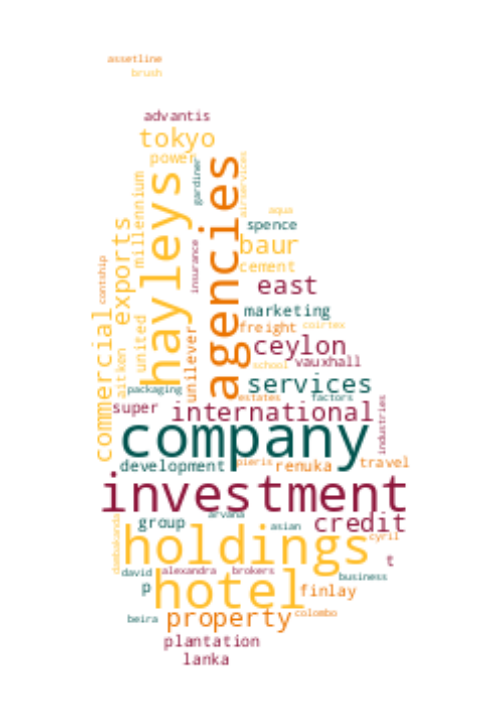 assetline
brush
advantis
tokyo
power
hayleys
agencies
gardiner
airservices
millennium
exports
aqua
spence
baur
cement
insurance
contship
east
marketing
freight
cointex
commercial
aitken
united
unilever
ceylon
vauxhall
school
services
packaging
estates
factors
super
international
industries
company
development
pieris
renuka
travel
investment
group
arvana
asian
credit
cyril
dambakanda
holdings
t
david
alexandra
brokers
business
p
hotel
finlay
beira
property
colombo
plantation
lanka